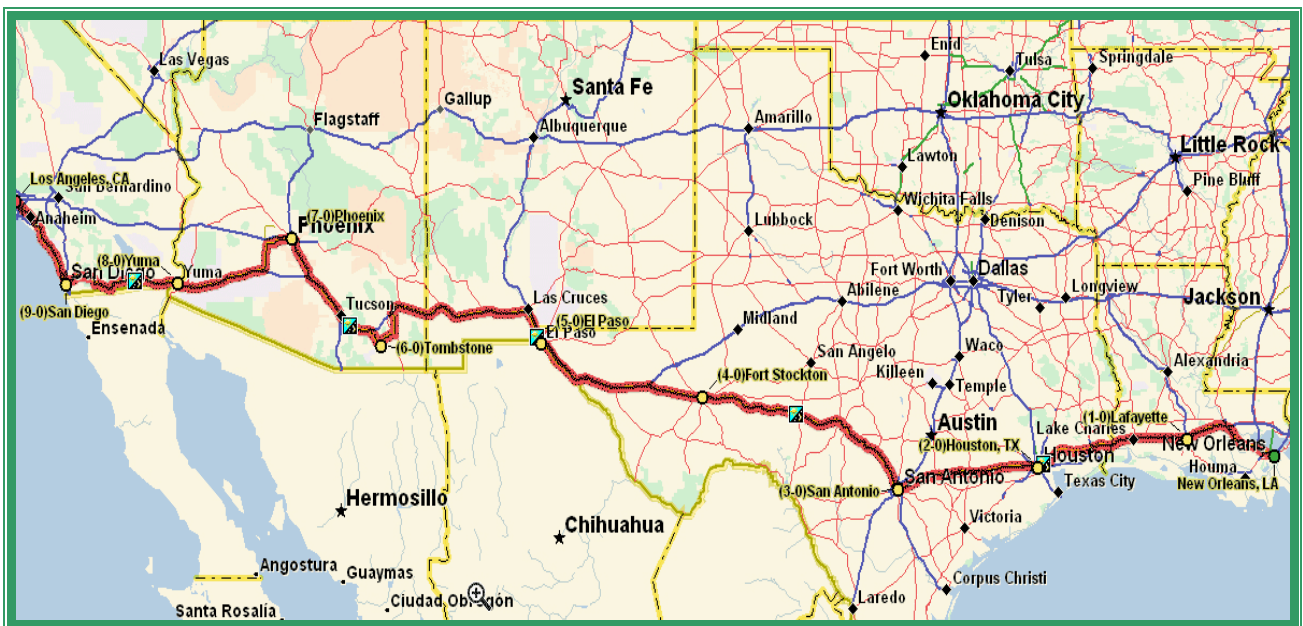 Las Vegas
Enid
Tulsa
Springdale
Santa Fe
Gallup
Oklahoma City
Flagstaff
Albuquerque
Amarillo
Little Rock
Lawton
Pine Bluff
Los Angeles, CA
San Bernardino
Wichita Falls
Anaheim
(7-0)Phoenix
Phoenix
Lubbock
Denison
(8-0)Yuma
San Diego
Yuma
Fort Worth
Dallas
Longview
Tyler
Jackson
Tucson
Las Cruces
Abilene
(9-0)San Diego
Ensenada
(5-0)El Paso
El Paso
Midland
(6-0)Tombstone
San Angelo
Waco
Alexandria
(4-0)Fort Stockton
Killeen
Temple
(1-0)Lafayette
Austin
Lake Charles
(2-0)Houston, TX
New Orleans
Houston
Houma
San Antonio
Texas City
New Orleans, LA
(3-0)San Antonio
Hermosillo
Victoria
Chihuahua
Angostura
Guaymas
Corpus Christi
Ciudad Obregón
Santa Rosalía
Laredo